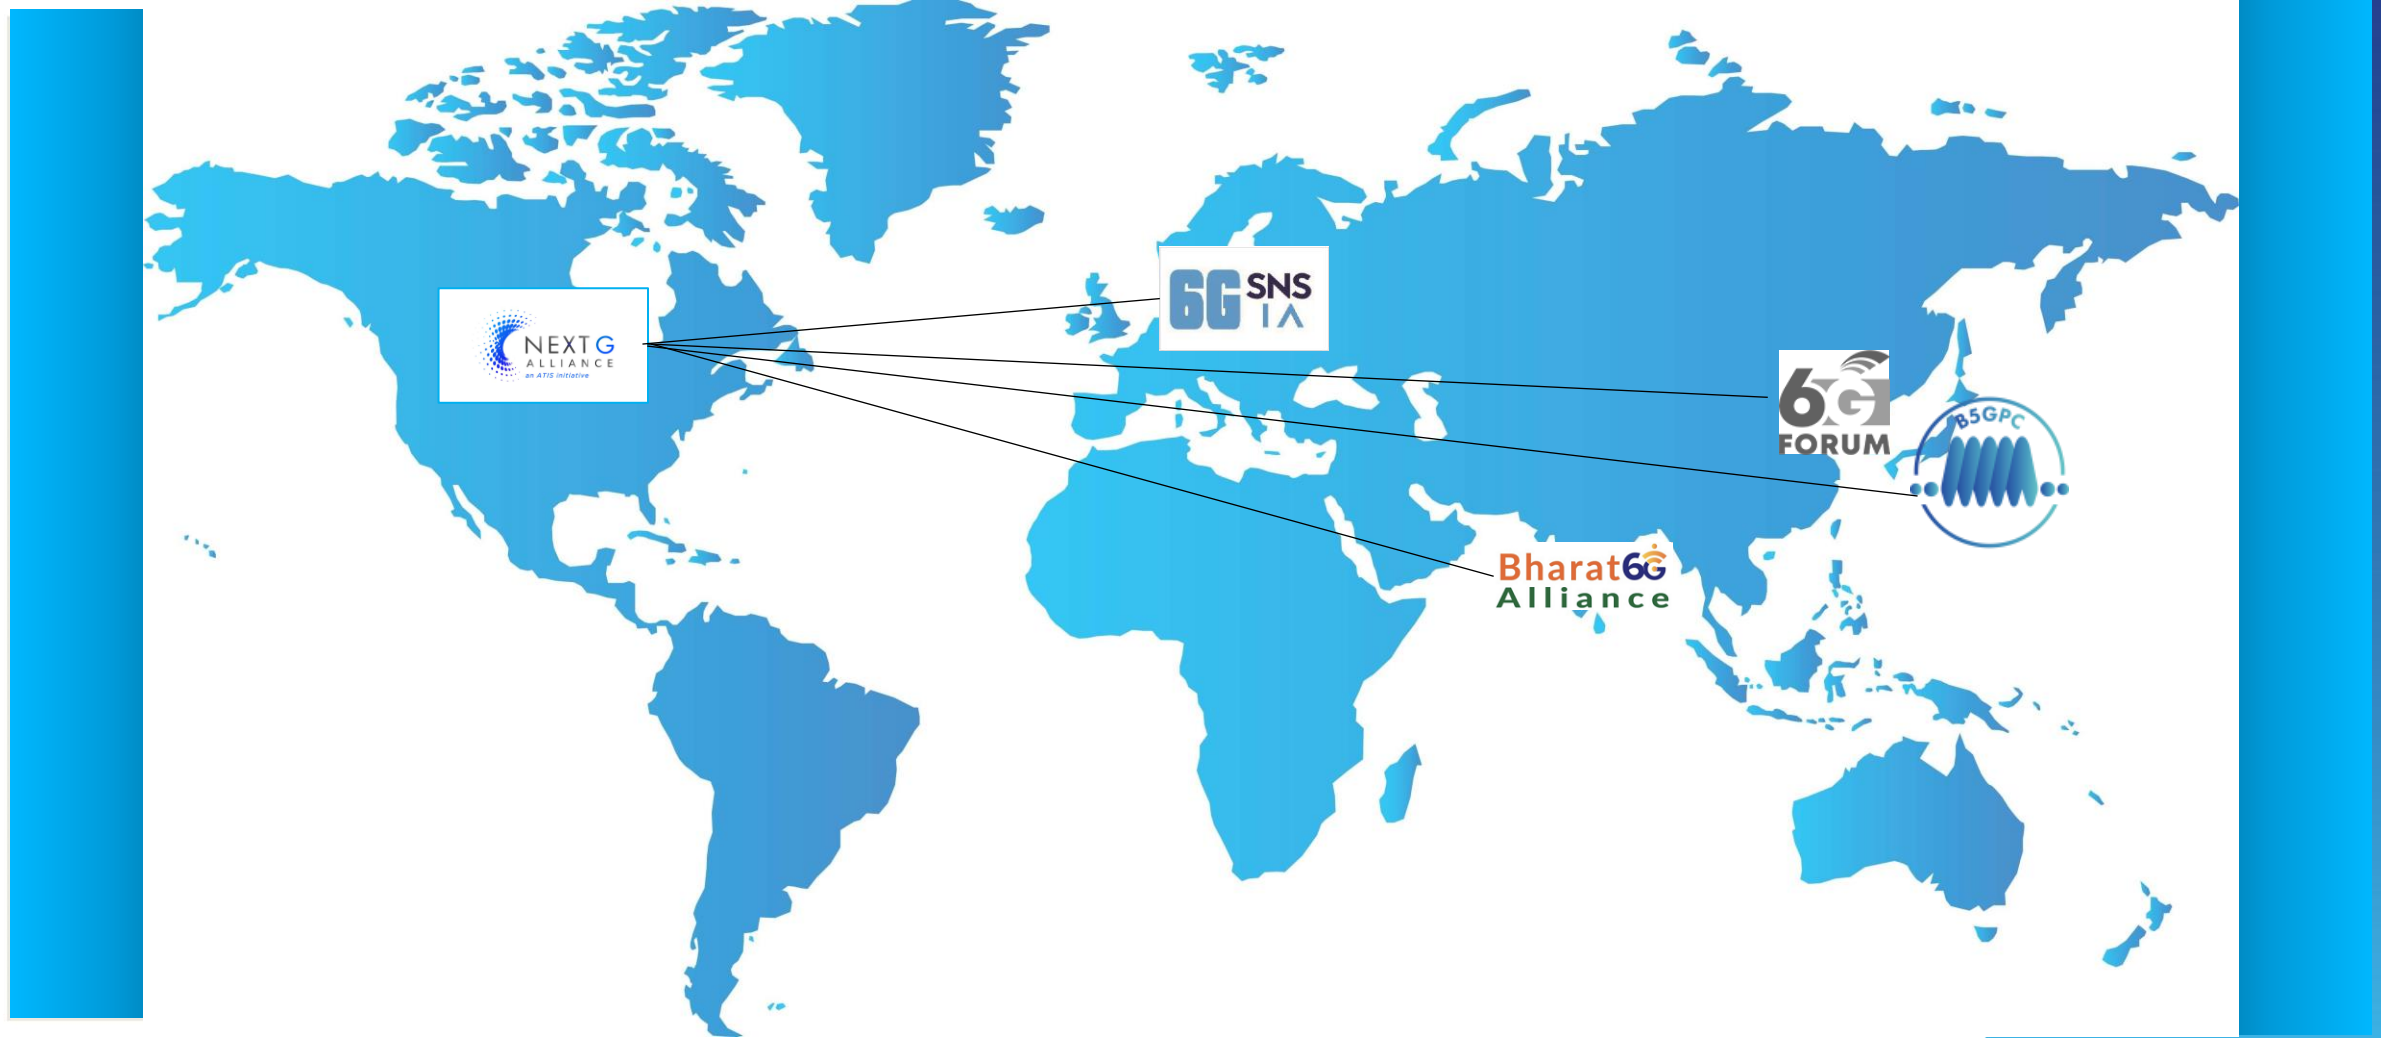 NEXT G
ALLIANCE
an ATIS initiative
6G SNS
IA
6G
FORUM
B5GPC
Bharat6G
Alliance